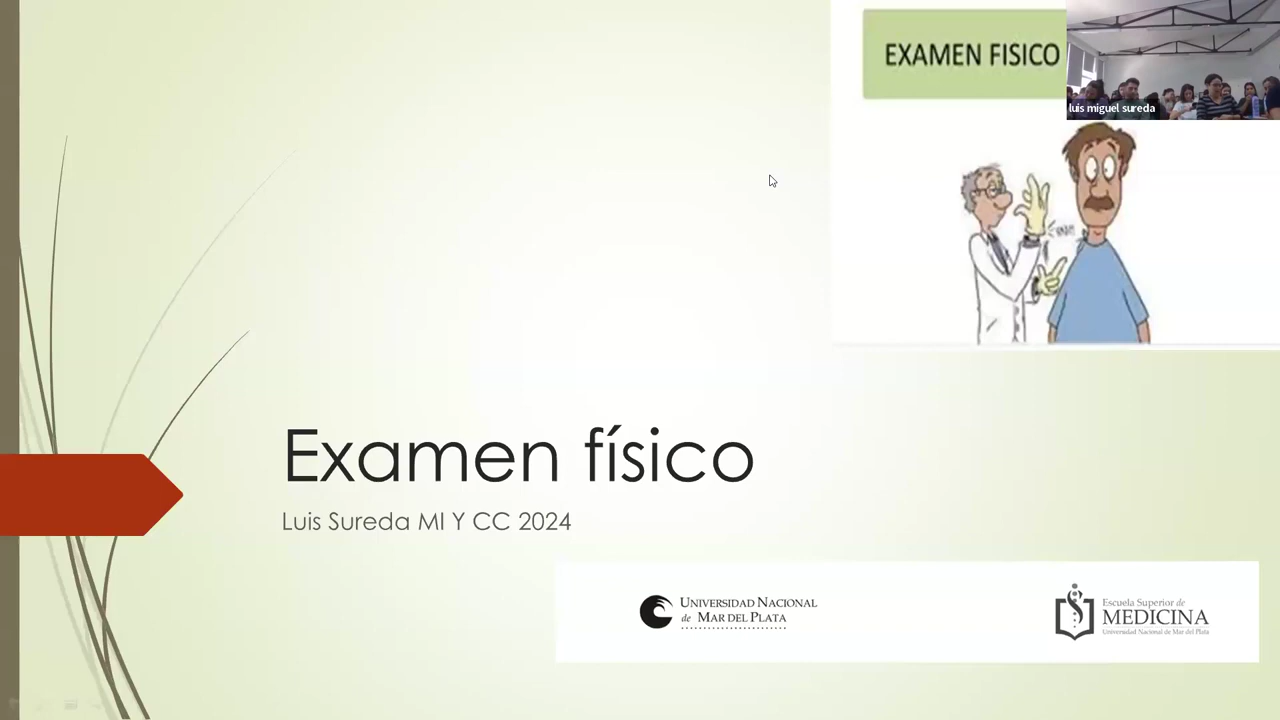 EXAMEN FISICO
luis miguel sureda
Examen físico
Luis Sureda MI Y CC 2024
UNIVERSIDAD NACIONAL
de MAR DEL PLATA
Escuela Superior de
MEDICINA
Universidad Nacional de Mar del Plata